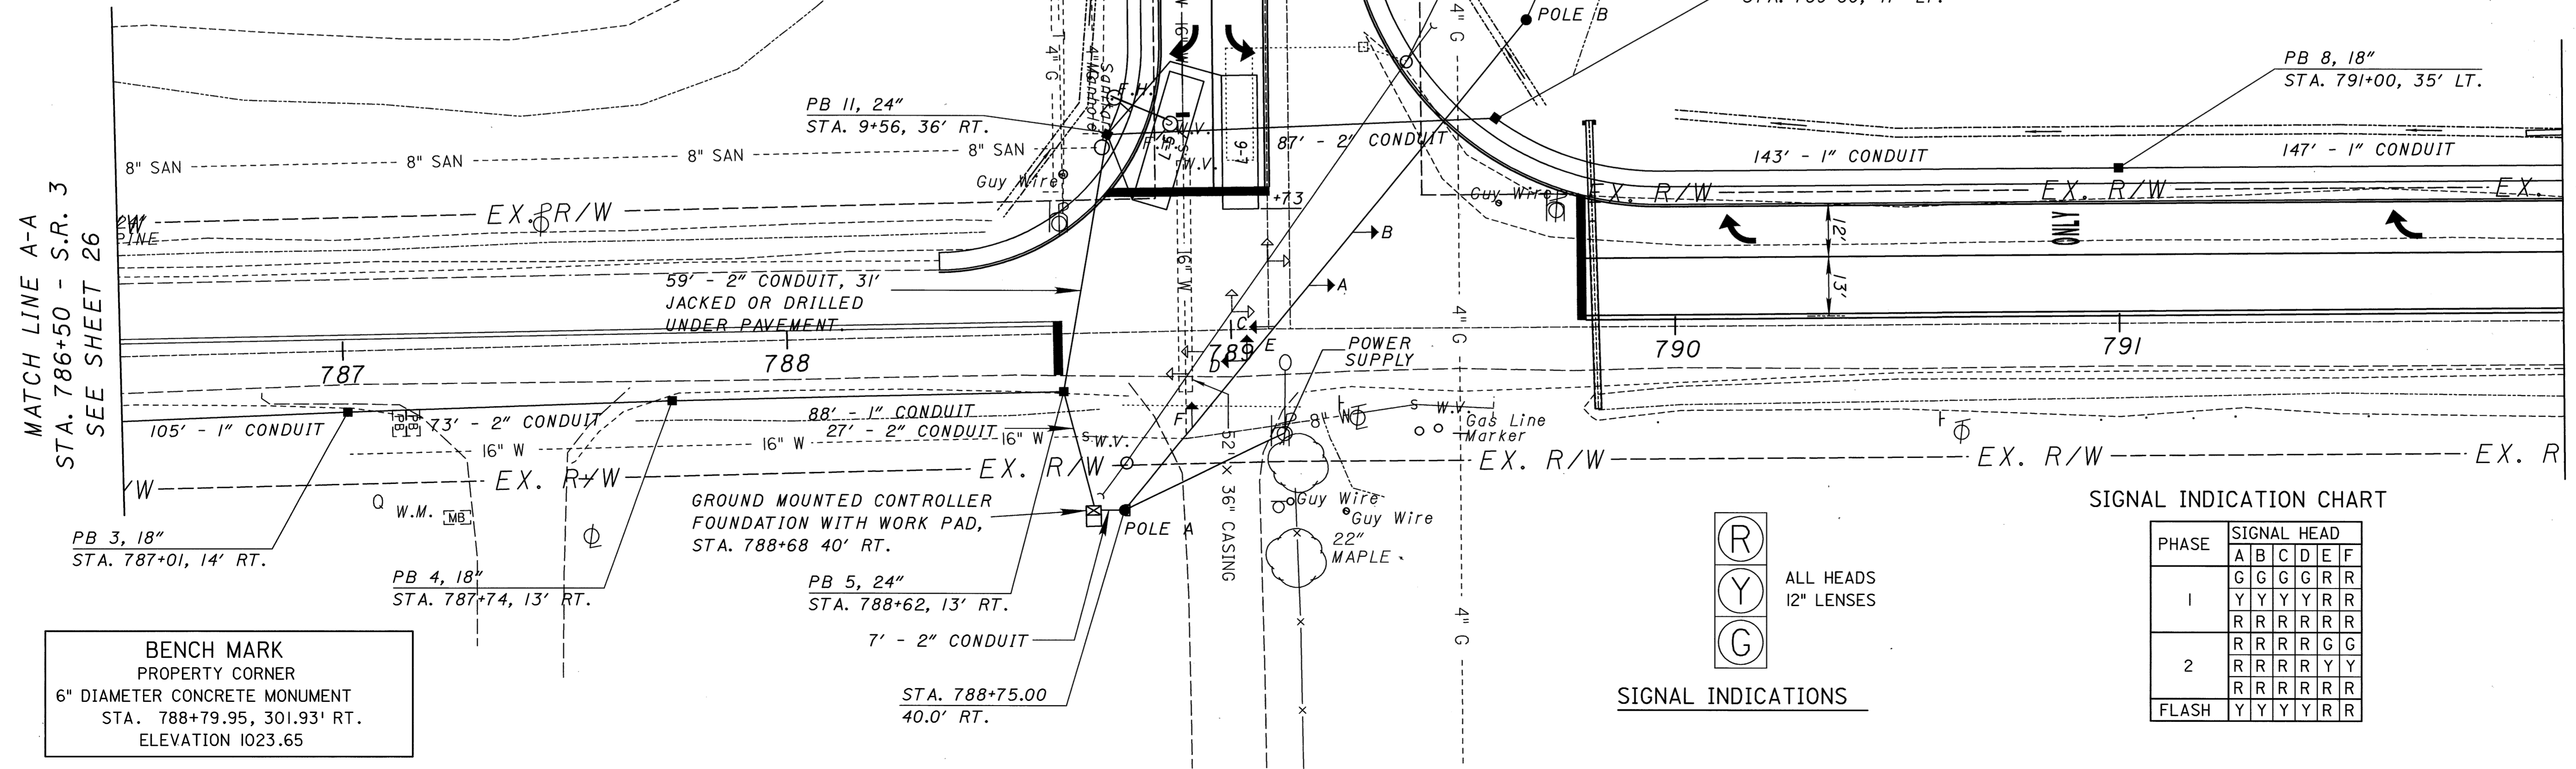 POLE B
PB 8, 18"
STA. 791+00, 35' LT.
4" G
4" G
F.H.
PB 11, 24"
STA. 9+56, 36' RT.
W.V.
W.V.
87' - 2" CONDUIT
143' - 1" CONDUIT
147' - 1" CONDUIT
8" SAN
8" SAN
8" SAN
8" SAN
Guy Wire
Guy Wire
+73
EX. R/W
EX. R/W
EX. R/W
EX.
MATCH LINE A-A
STA. 786+50 - S.R. 3
SEE SHEET 26
PINE
B
A
ONLY
12'
13'
16" W
59' - 2" CONDUIT, 31'
JACKED OR DRILLED
UNDER PAVEMENT.
4" G
C
E
D
F
787
788
789
790
791
POWER
SUPPLY
105' - 1" CONDUIT
PB
PB
73' - 2" CONDUIT
88' - 1" CONDUIT
27' - 2" CONDUIT
16" W
16" W
16" W
S W.V.
8" W
S W.V.
Gas Line
Marker
EX. R/W
EX. R/W
EX. R/W
EX. R/W
EX. R
/W
52' x 36" CASING
W.M.
MB
GROUND MOUNTED CONTROLLER
FOUNDATION WITH WORK PAD,
STA. 788+68 40' RT.
POLE A
Guy Wire
Guy Wire
22"
MAPLE
PB 3, 18"
STA. 787+01, 14' RT.
PB 4, 18"
STA. 787+74, 13' RT.
PB 5, 24"
STA. 788+62, 13' RT.
7' - 2" CONDUIT
STA. 788+75.00
40.0' RT.
4" G
BENCH MARK
PROPERTY CORNER
6" DIAMETER CONCRETE MONUMENT
STA. 788+79.95, 301.93' RT.
ELEVATION 1023.65
R
Y
G
ALL HEADS
12" LENSES
SIGNAL INDICATIONS
SIGNAL INDICATION CHART
PHASE SIGNAL HEAD
A B C D E F
1 G G G G R R
Y Y Y Y R R
R R R R R R
2 R R R R G G
R R R R Y Y
R R R R R R
FLASH Y Y Y Y R R